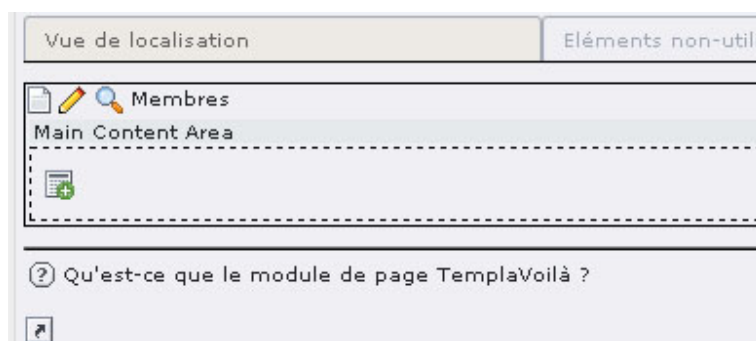 Vue de localisation
Eléments non-util
Membres
Main Content Area
Qu'est-ce que le module de page TemplaVoilà ?